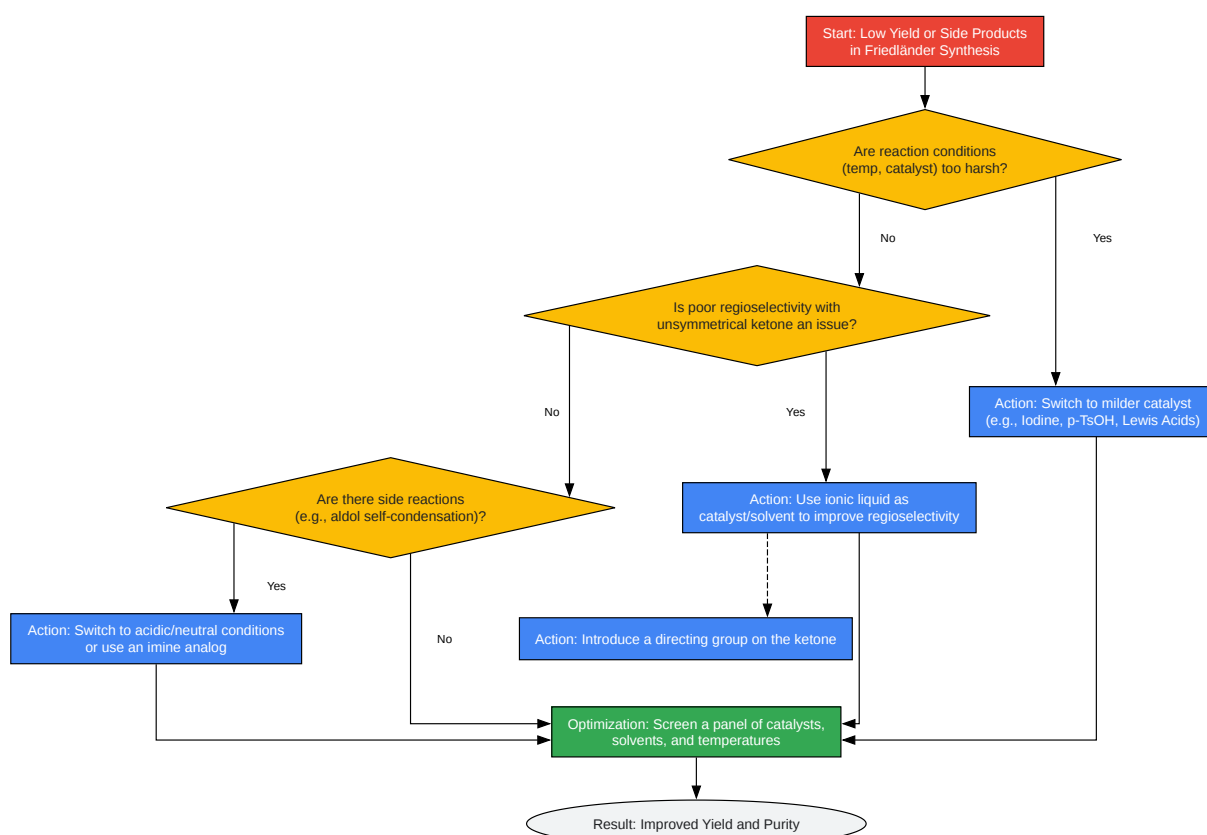 Start: Low Yield or Side Products
in Friedländer Synthesis
Are reaction conditions
(temp, catalyst) too harsh?
No
Yes
Is poor regioselectivity with
unsymmetrical ketone an issue?
No
Yes
Action: Switch to milder catalyst
(e.g., Iodine, p-TsOH, Lewis Acids)
Are there side reactions
(e.g., aldol self-condensation)?
Action: Use ionic liquid as
catalyst/solvent to improve regioselectivity
Yes
No
Action: Switch to acidic/neutral conditions
or use an imine analog
Action: Introduce a directing group on the ketone
Optimization: Screen a panel of catalysts,
solvents, and temperatures
Result: Improved Yield and Purity